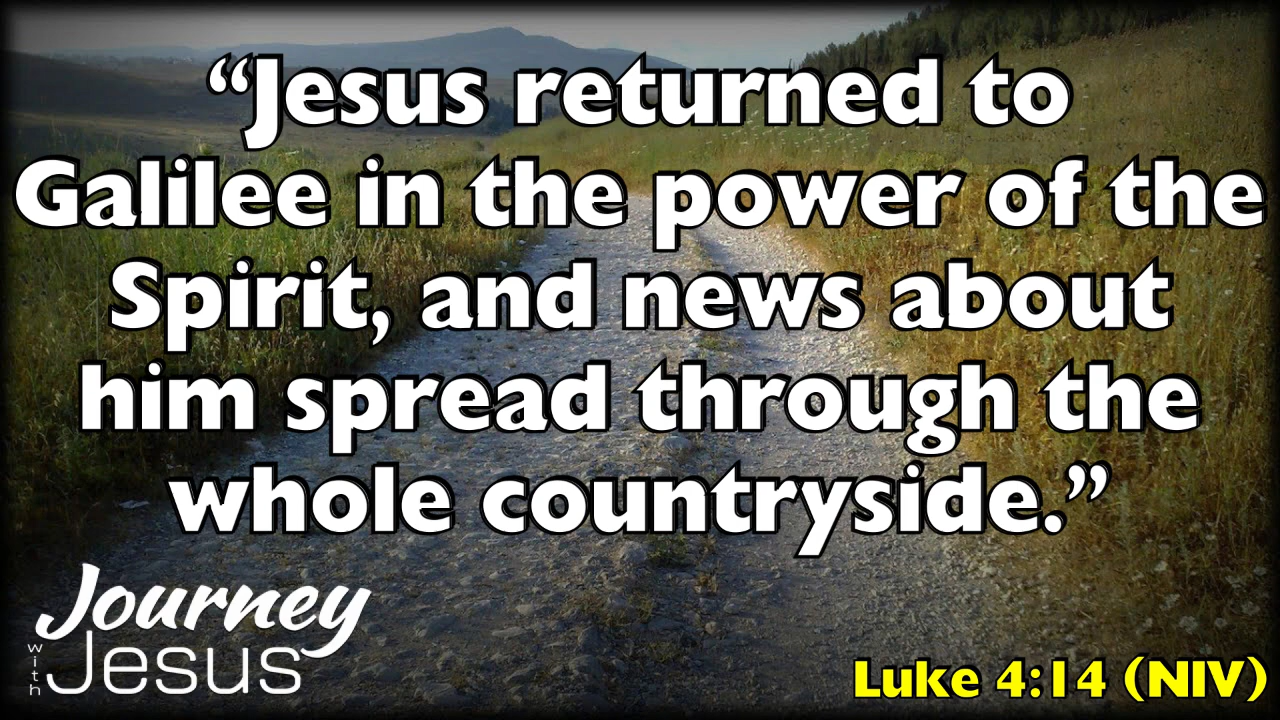 “Jesus returned to
Galilee in the power of the
Spirit, and news about
him spread through the
whole countryside.”
Journey
with
Jesus
Luke 4:14 (NIV)